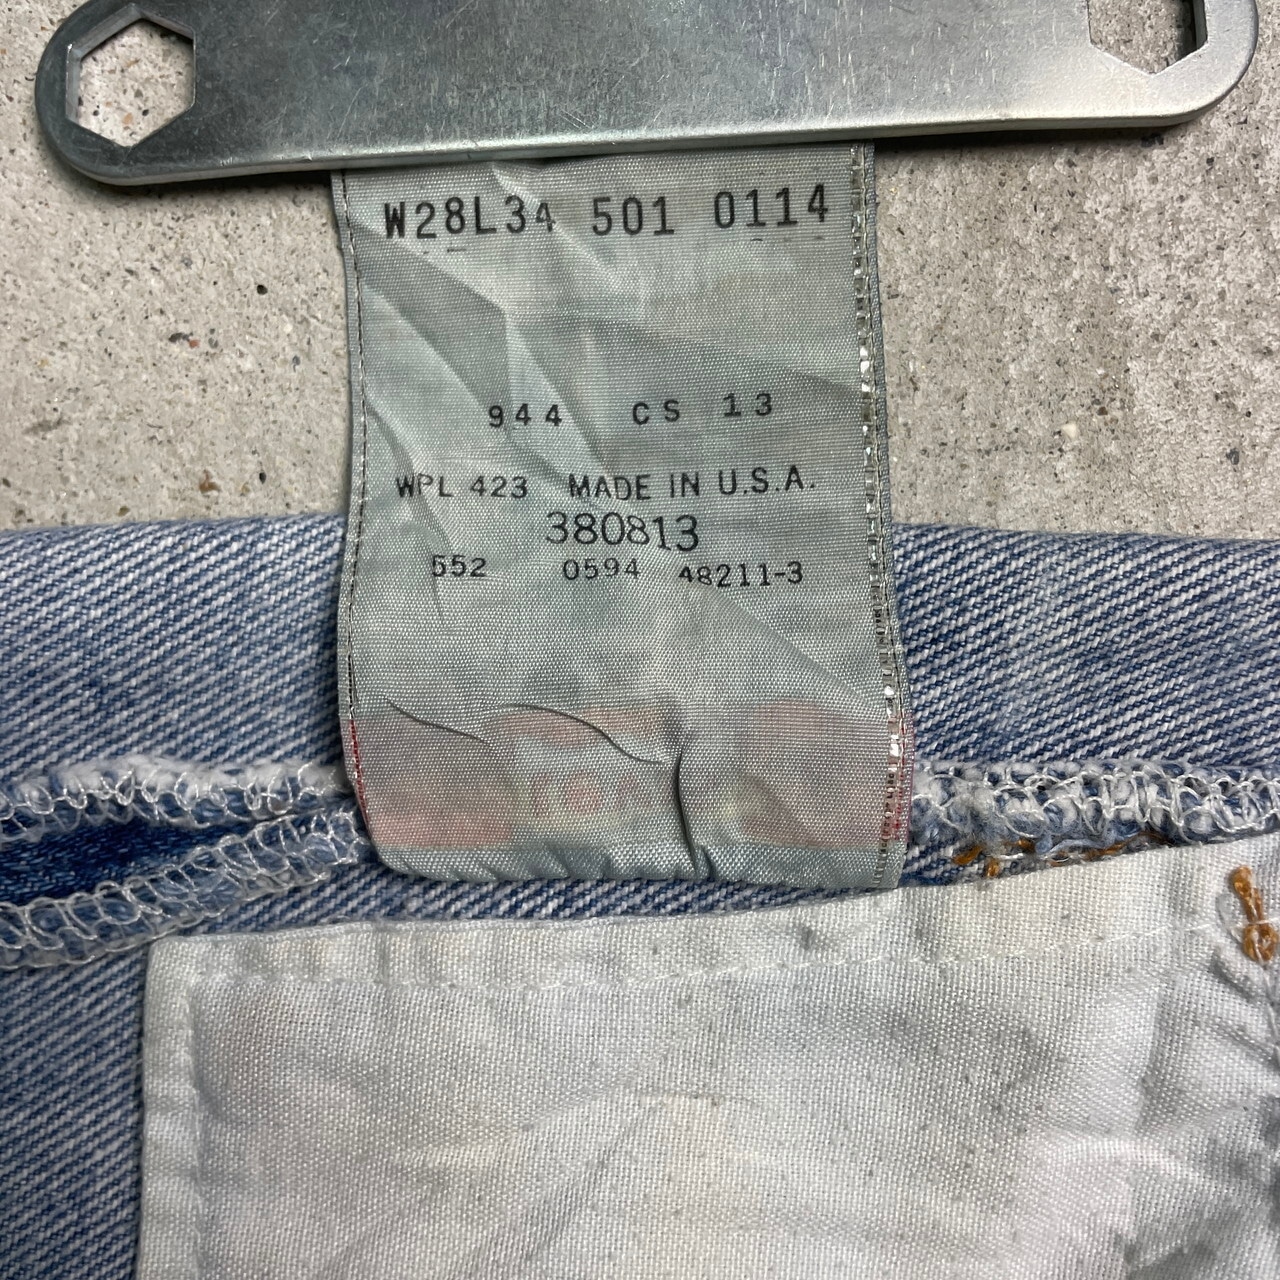 W28L34 501 0114
944 CS 13
WPL 423 MADE IN U.S.A.
380813
552 0594 48211-3